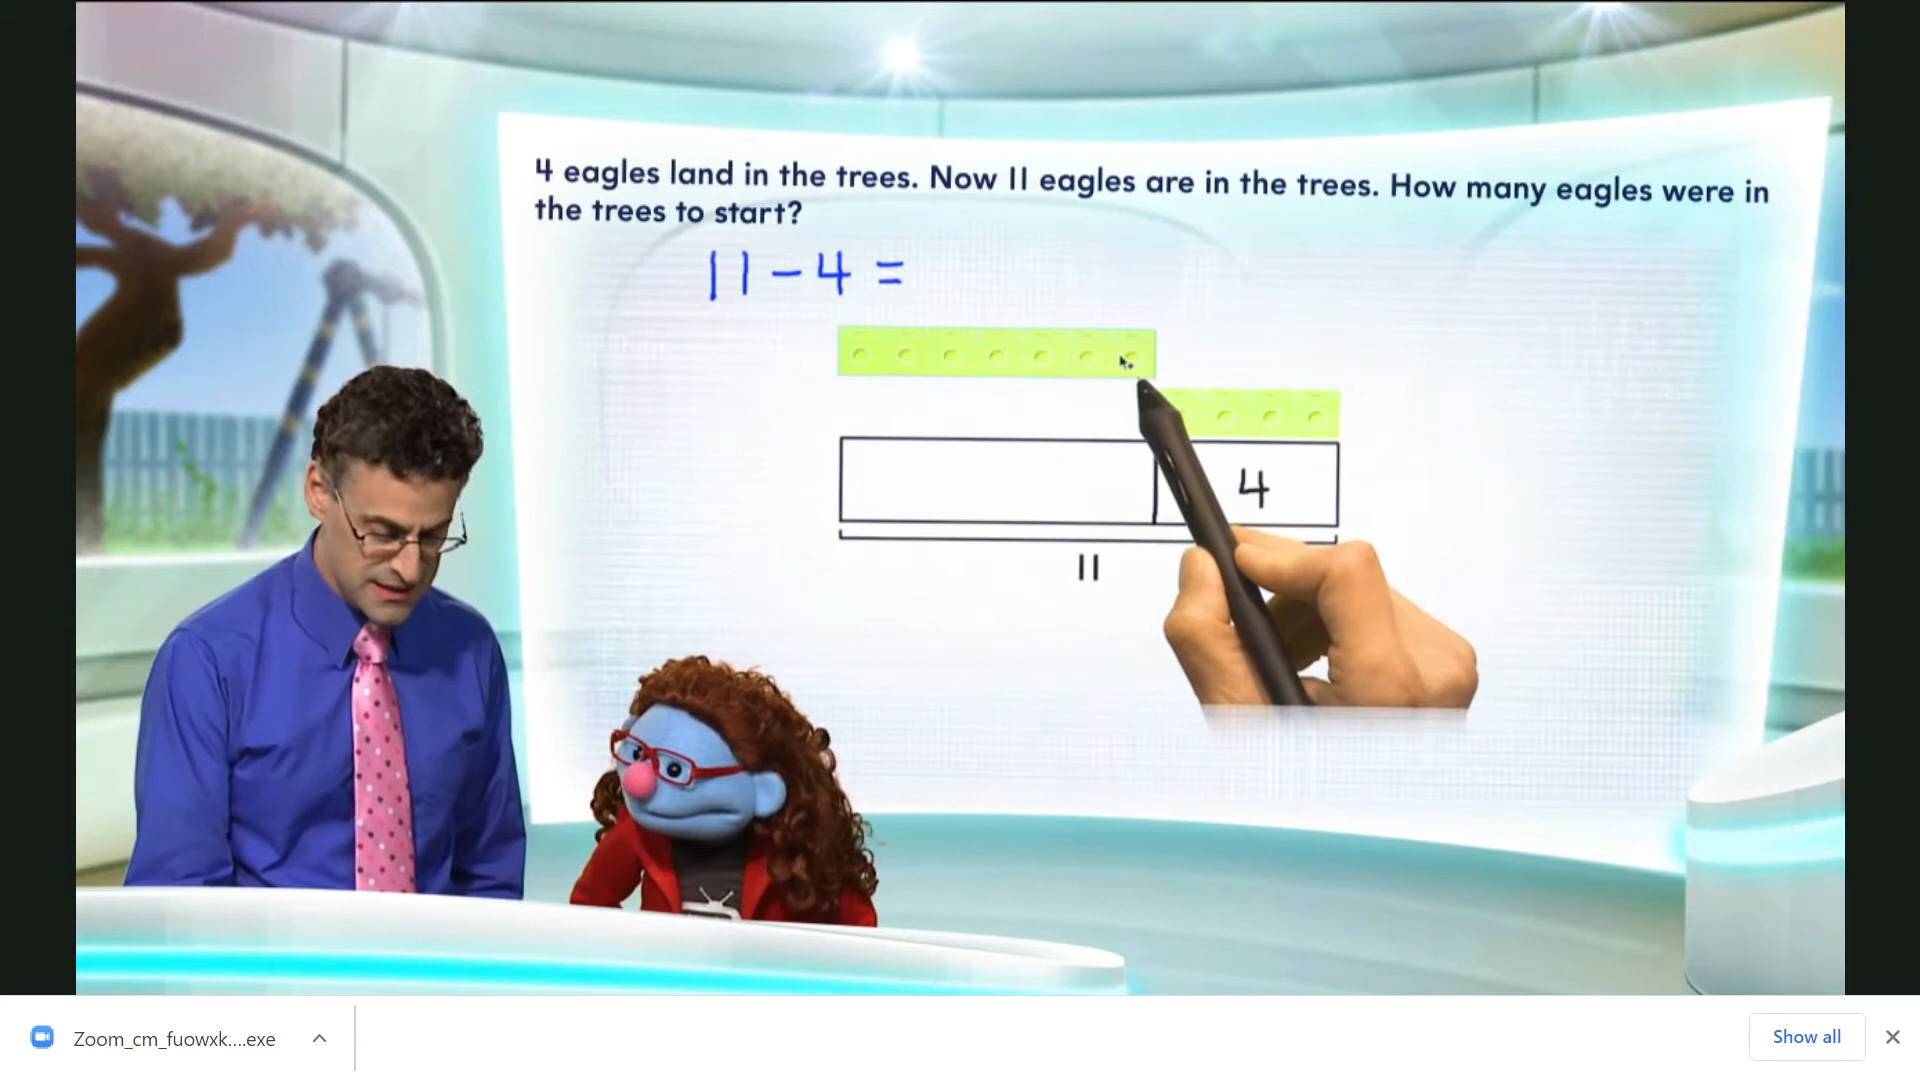 4 eagles land in the trees. Now 11 eagles are in the trees. How many eagles were in
the trees to start?
11 - 4 =
4
11
Zoom_cm_fuowxk....exe
Show all